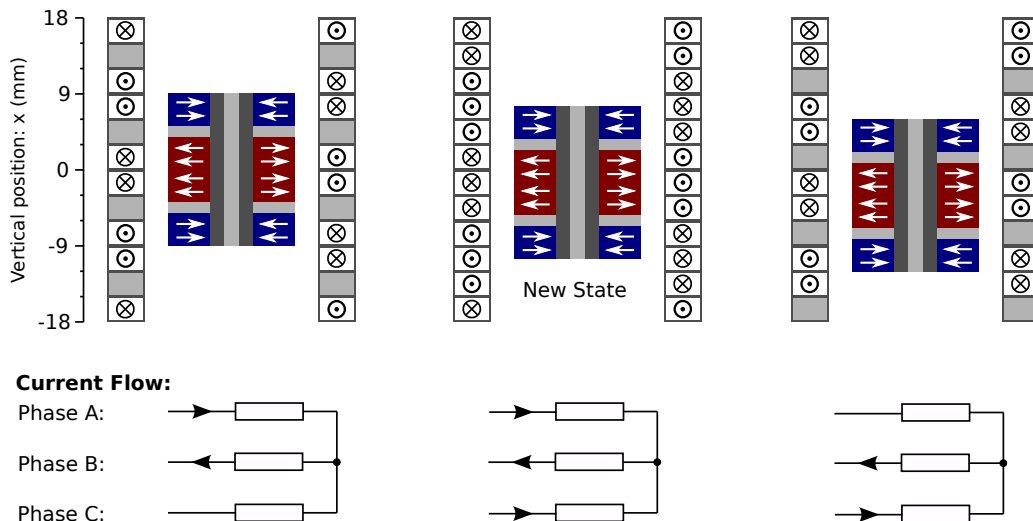 Vertical position: x (mm)
18
9
0
-9
-18
New State
Current Flow:
Phase A:
Phase B:
Phase C: